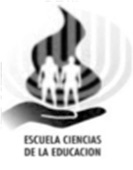 ESCUELA CIENCIAS
DE LA EDUCACION